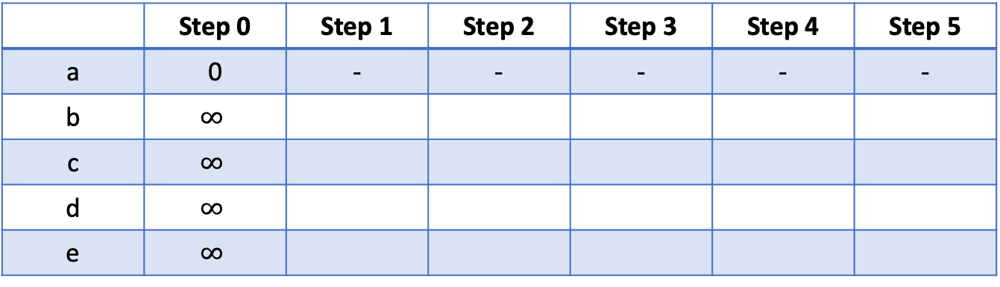 Step 0 Step 1 Step 2 Step 3 Step 4 Step 5
a 0 - - - - -
b ∞
c ∞
d ∞
e ∞